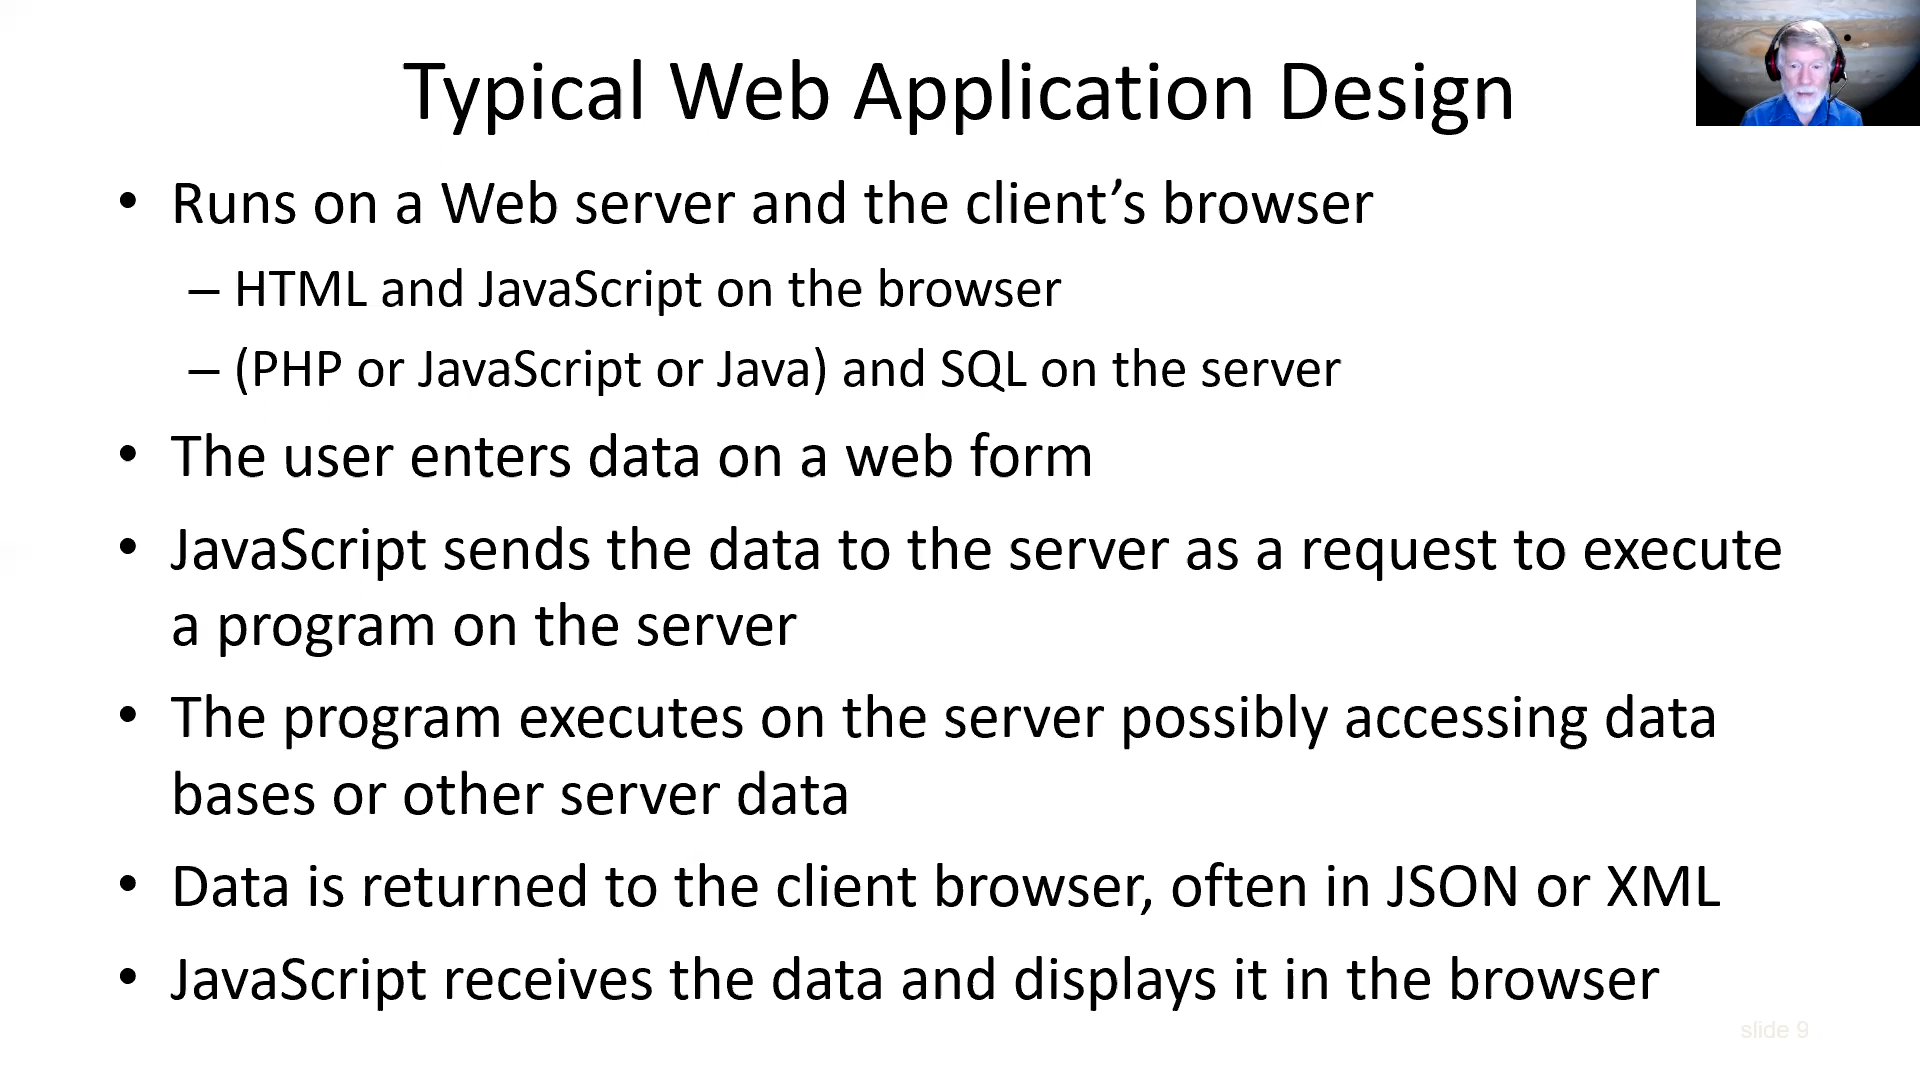 Typical Web Application Design
• Runs on a Web server and the client’s browser
– HTML and JavaScript on the browser
– (PHP or JavaScript or Java) and SQL on the server
• The user enters data on a web form
• JavaScript sends the data to the server as a request to execute
a program on the server
• The program executes on the server possibly accessing data
bases or other server data
• Data is returned to the client browser, often in JSON or XML
• JavaScript receives the data and displays it in the browser
slide 9